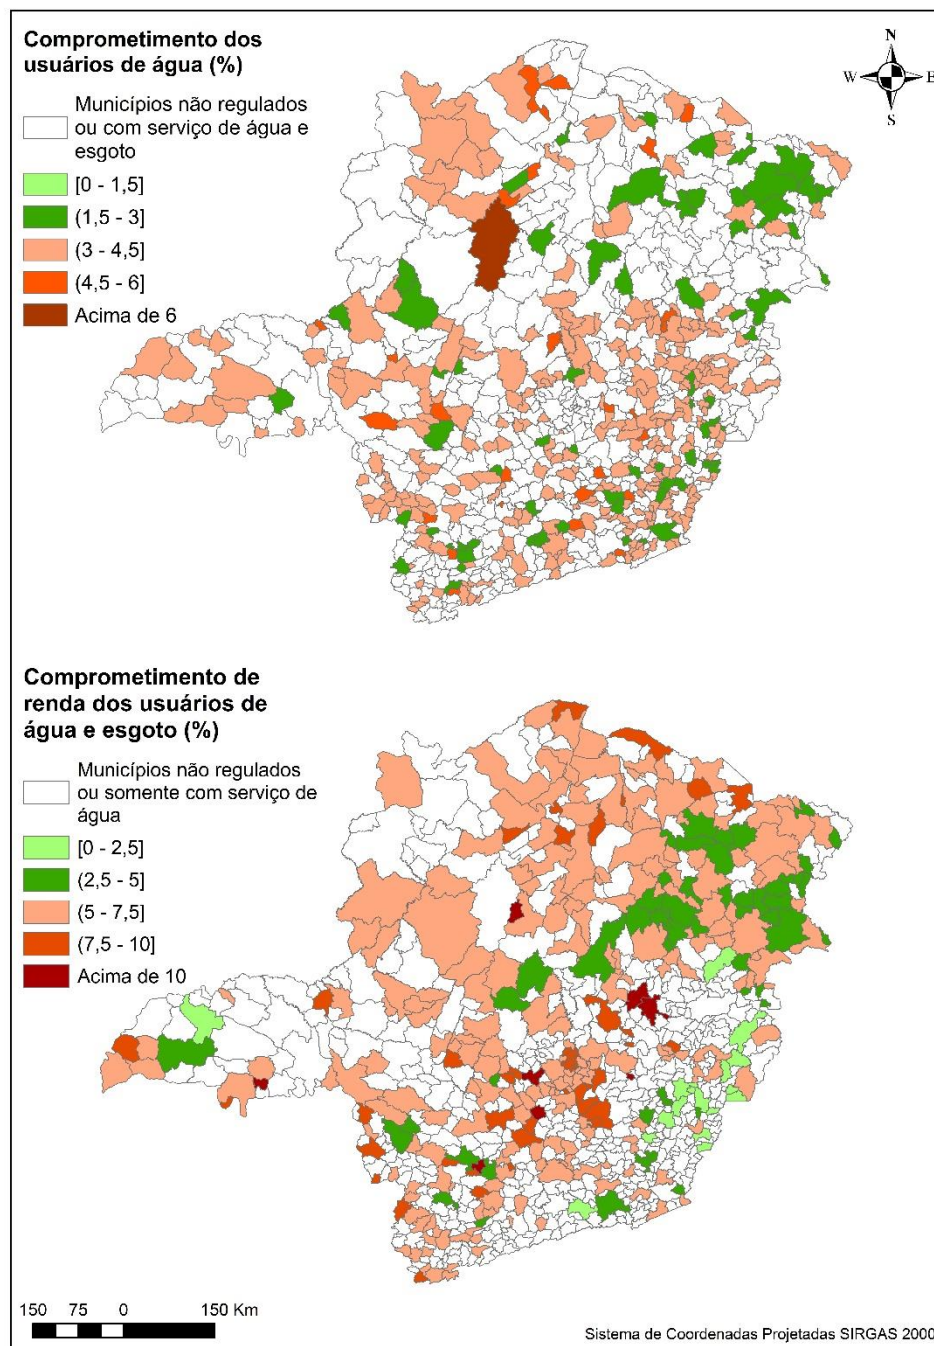 Comprometimento dos
usuários de água (%)
Municípios não regulados
ou com serviço de água e
esgoto
[0 - 1,5]
(1,5 - 3]
(3 - 4,5]
(4,5 - 6]
Acima de 6
N
W
E
S
Comprometimento de
renda dos usuários de
água e esgoto (%)
Municípios não regulados
ou somente com serviço de
água
[0 - 2,5]
(2,5 - 5]
(5 - 7,5]
(7,5 - 10]
Acima de 10
150 75 0 150 Km
Sistema de Coordenadas Projetadas SIRGAS 2000